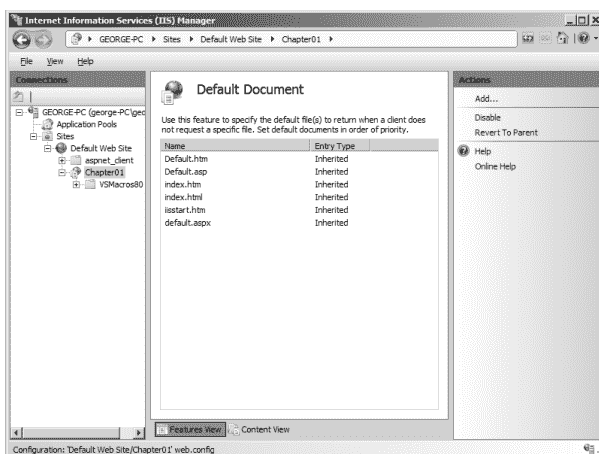 Internet Information Services (IIS) Manager
GEORGE-PC Sites Default Web Site Chapter01
File View Help
Connections
GEORGE-PC (george-PC\geo
Application Pools
Sites
Default Web Site
aspnet_client
Chapter01
VSMacros80
Default Document
Use this feature to specify the default file(s) to return when a client does
not request a specific file. Set default documents in order of priority.
Name Entry Type
Default.htm Inherited
Default.asp Inherited
index.htm Inherited
index.html Inherited
iisstart.htm Inherited
default.aspx Inherited
Features View Content View
Actions
Add...
Disable
Revert To Parent
Help
Online Help
Configuration: 'Default Web Site/Chapter01' web.config